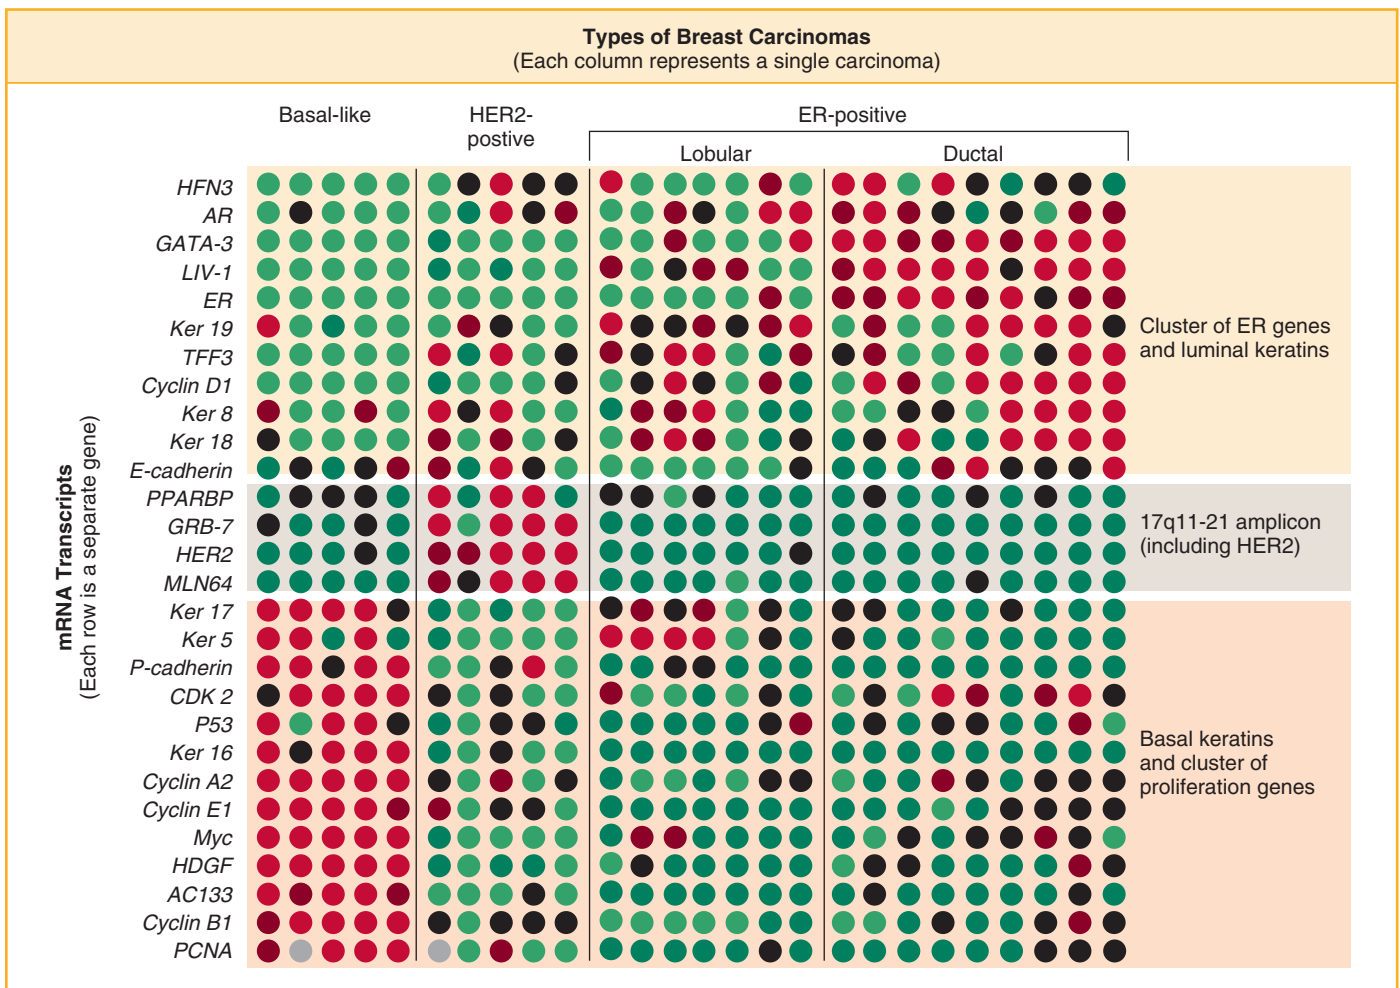 Types of Breast Carcinomas
(Each column represents a single carcinoma)
Basal-like
HER2-
postive
ER-positive
Lobular
Ductal
mRNA Transcripts
(Each row is a separate gene)
HFN3
AR
GATA-3
LIV-1
ER
Ker 19
TFF3
Cyclin D1
Ker 8
Ker 18
E-cadherin
Cluster of ER genes
and luminal keratins
PPARBP
GRB-7
HER2
MLN64
17q11-21 amplicon
(including HER2)
Ker 17
Ker 5
P-cadherin
CDK 2
P53
Ker 16
Cyclin A2
Cyclin E1
Myc
HDGF
AC133
Cyclin B1
PCNA
Basal keratins
and cluster of
proliferation genes